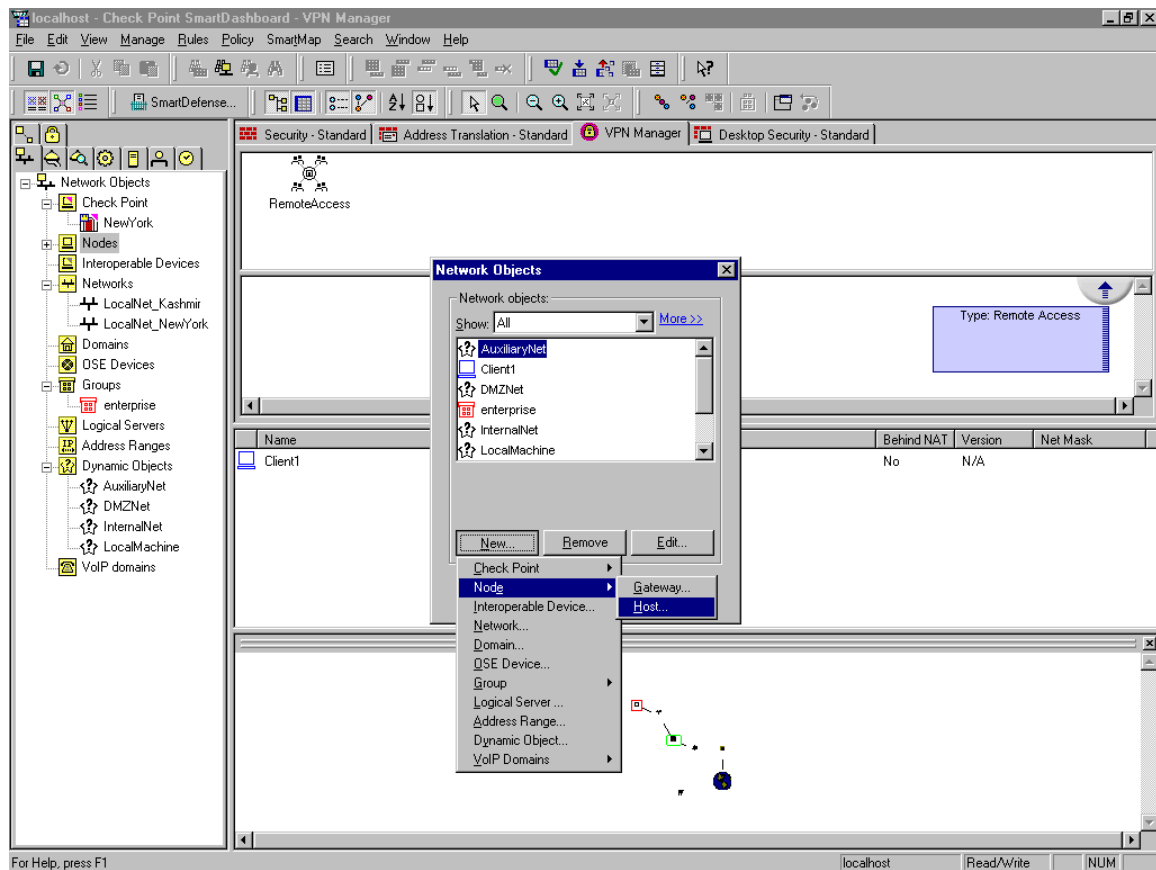 localhost - Check Point SmartDashboard - VPN Manager
File Edit View Manage Rules Policy SmartMap Search Window Help
SmartDefense...
Security - Standard
Address Translation - Standard
VPN Manager
Desktop Security - Standard
Network Objects
Check Point
NewYork
Nodes
Interoperable Devices
Networks
LocalNet_Kashmir
LocalNet_NewYork
Domains
OSE Devices
Groups
enterprise
Logical Servers
Address Ranges
Dynamic Objects
AuxiliaryNet
DMZNet
InternalNet
LocalMachine
VoIP domains
RemoteAccess
Type: Remote Access
Name
Behind NAT
Version
Net Mask
Client1
No
N/A
Network Objects
Network objects:
Show: All
More >>
AuxiliaryNet
Client1
DMZNet
enterprise
InternalNet
LocalMachine
New...
Remove
Edit...
Check Point
Node
Interoperable Device...
Network...
Domain...
OSE Device...
Group
Logical Server ...
Address Range...
Dynamic Object...
VoIP Domains
Gateway...
Host...
For Help, press F1
localhost
Read/Write
NUM